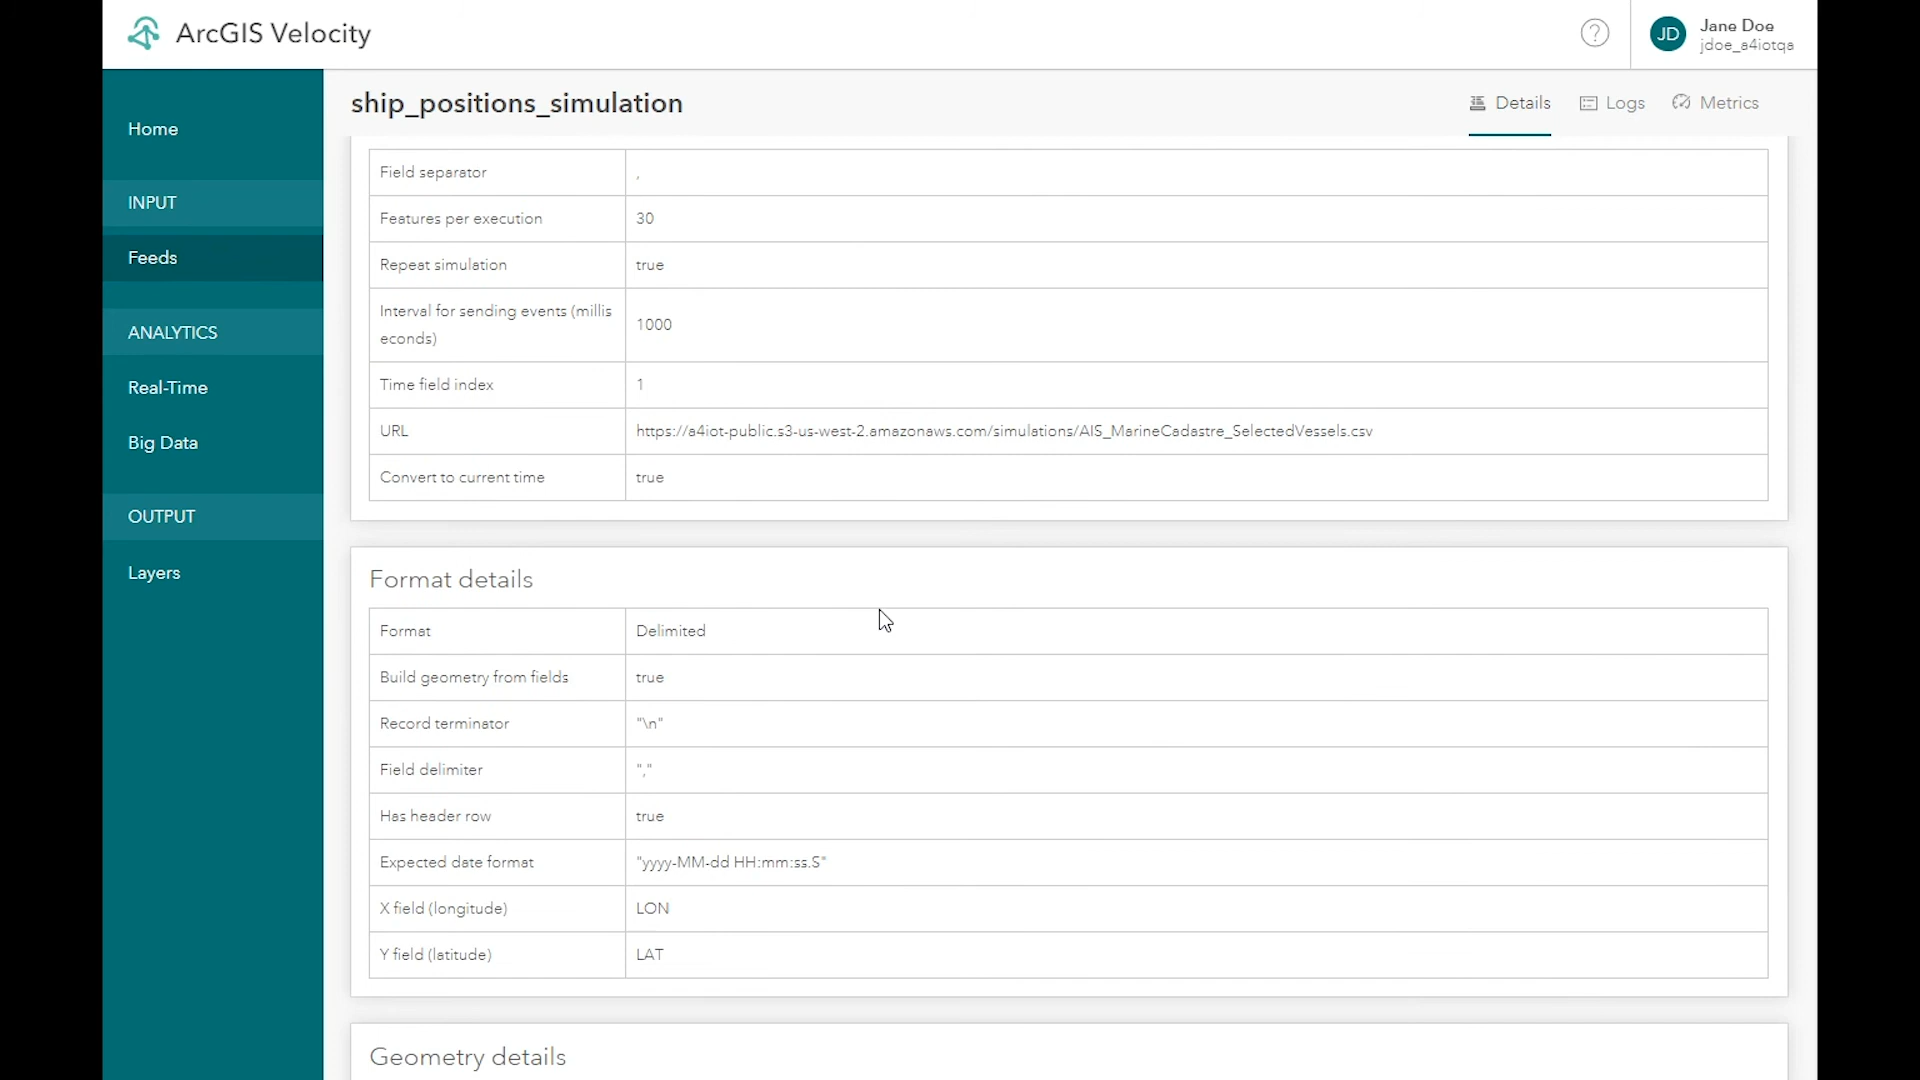 ArcGIS Velocity
?
JD
Jane Doe
jdoe_a4iotqa
Home
INPUT
Feeds
ANALYTICS
Real-Time
Big Data
OUTPUT
Layers
ship_positions_simulation
Details
Logs
Metrics
Field separator ,
Features per execution 30
Repeat simulation true
Interval for sending events (millis
econds) 1000
Time field index 1
URL https://a4iot-public.s3-us-west-2.amazonaws.com/simulations/AIS_MarineCadastre_SelectedVessels.csv
Convert to current time true
Format details
Format Delimited
Build geometry from fields true
Record terminator "\n"
Field delimiter ","
Has header row true
Expected date format "yyyy-MM-dd HH:mm:ss.S"
X field (longitude) LON
Y field (latitude) LAT
Geometry details